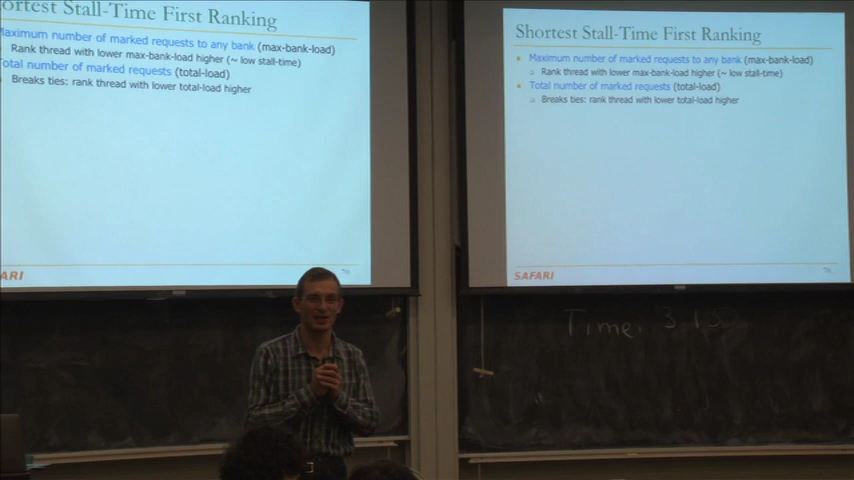 ortest Stall-Time First Ranking
Maximum number of marked requests to any bank (max-bank-load)
Rank thread with lower max-bank-load higher (~ low stall-time)
Total number of marked requests (total-load)
Breaks ties: rank thread with lower total-load higher
ARI
Shortest Stall-Time First Ranking
Maximum number of marked requests to any bank (max-bank-load)
Rank thread with lower max-bank-load higher (~ low stall-time)
Total number of marked requests (total-load)
Breaks ties: rank thread with lower total-load higher
SAFARI
Time: 3 15